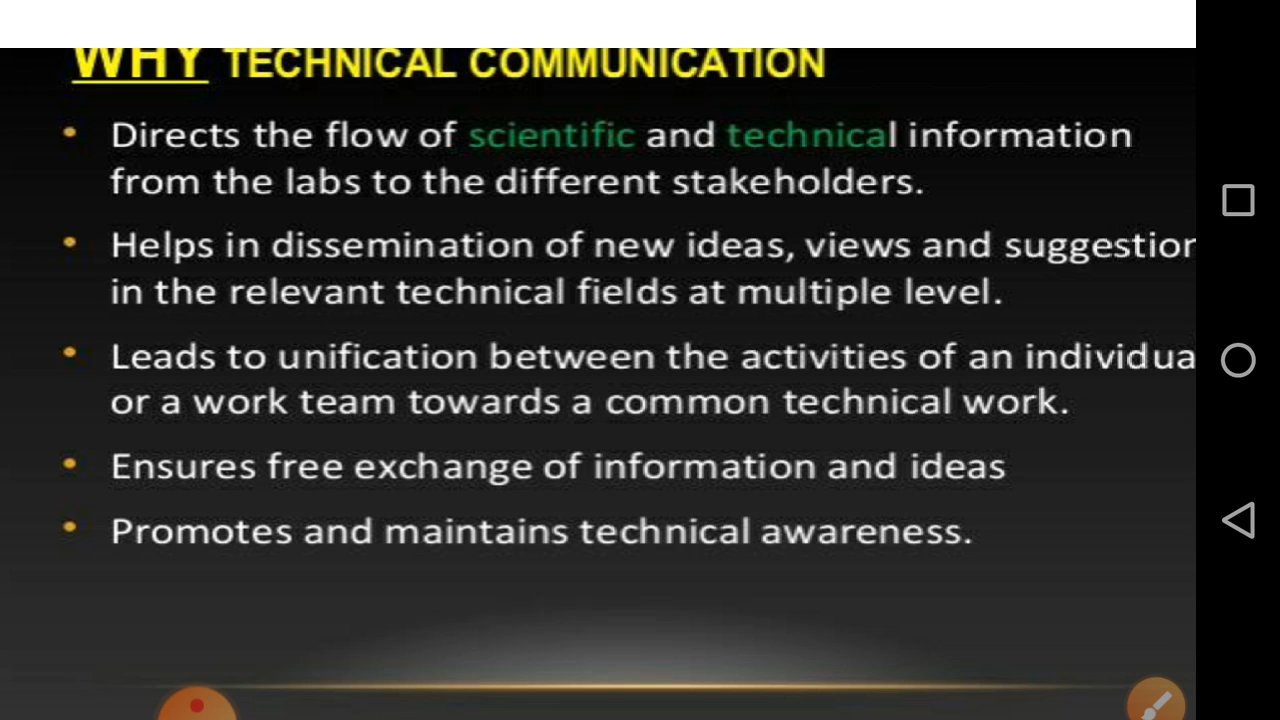 WHY TECHNICAL COMMUNICATION
• Directs the flow of scientific and technical information
from the labs to the different stakeholders.
• Helps in dissemination of new ideas, views and suggestion
in the relevant technical fields at multiple level.
• Leads to unification between the activities of an individua
or a work team towards a common technical work.
• Ensures free exchange of information and ideas
• Promotes and maintains technical awareness.